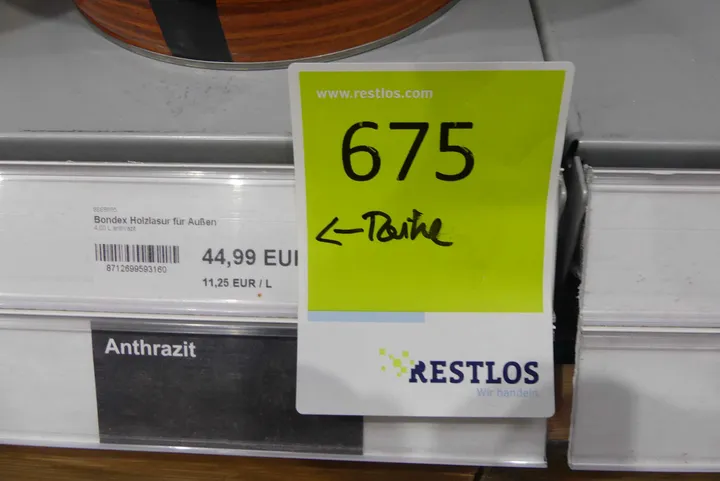 www.restlos.com
675
←Reihe
Bondex Holzlasur für Außen
8712699593160
44,99 EU
11,25 EUR / L
Anthrazit
RESTLOS
Wir handeln.